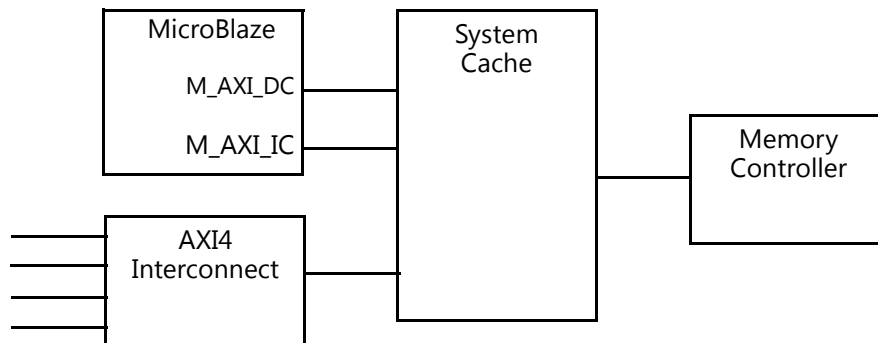 MicroBlaze
M_AXI_DC
M_AXI_IC
System
Cache
Memory
Controller
AXI4
Interconnect